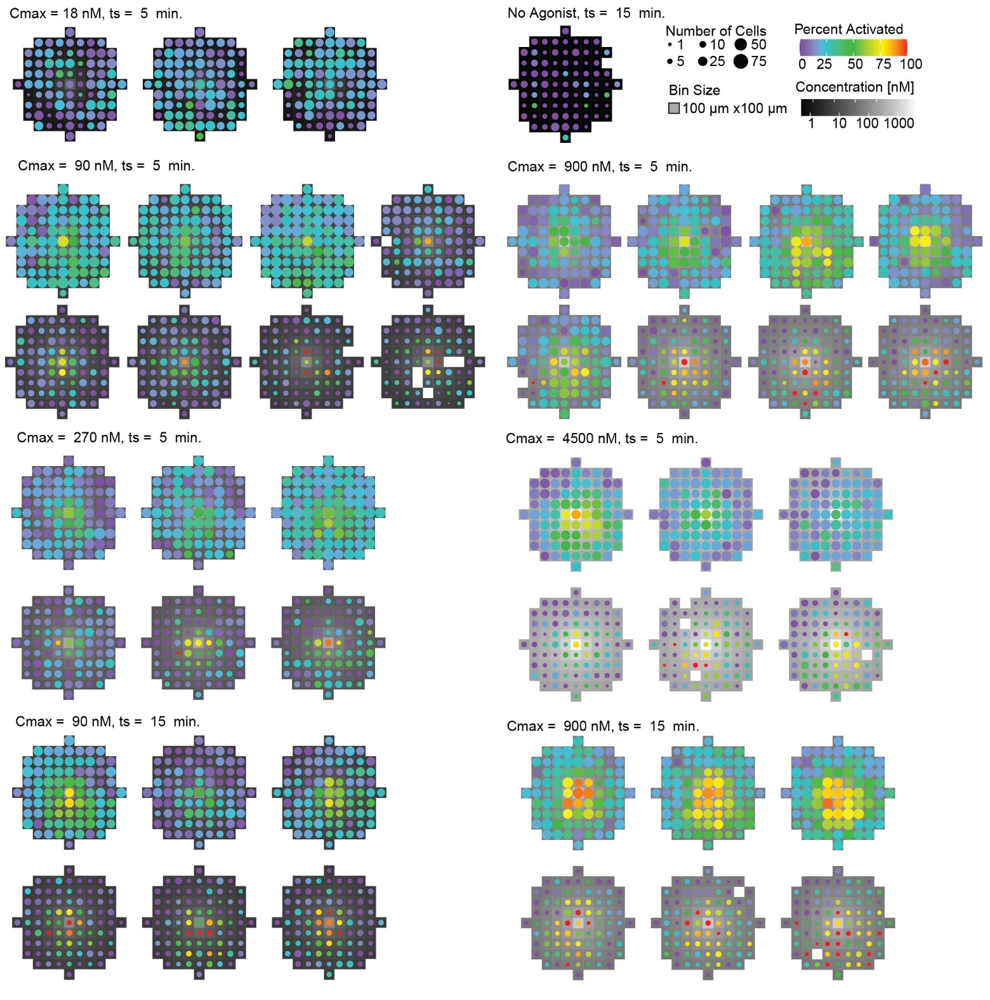 Cmax = 18 nM, ts = 5 min.
No Agonist, ts = 15 min.
Number of Cells
1 10 50
5 25 75
Bin Size
100 µm x100 µm
Percent Activated
0 25 50 75 100
Concentration [nM]
1 10 100 1000
Cmax = 90 nM, ts = 5 min.
Cmax = 900 nM, ts = 5 min.
Cmax = 270 nM, ts = 5 min.
Cmax = 4500 nM, ts = 5 min.
Cmax = 90 nM, ts = 15 min.
Cmax = 900 nM, ts = 15 min.